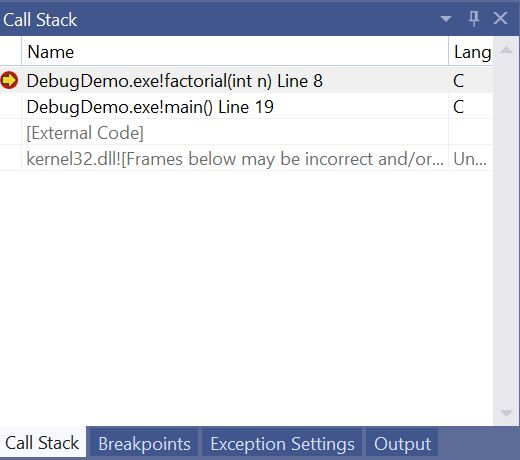 Call Stack
Name Lang
DebugDemo.exe!factorial(int n) Line 8 C
DebugDemo.exe!main() Line 19 C
[External Code]
kernel32.dll![Frames below may be incorrect and/or... Un...
Call Stack Breakpoints Exception Settings Output